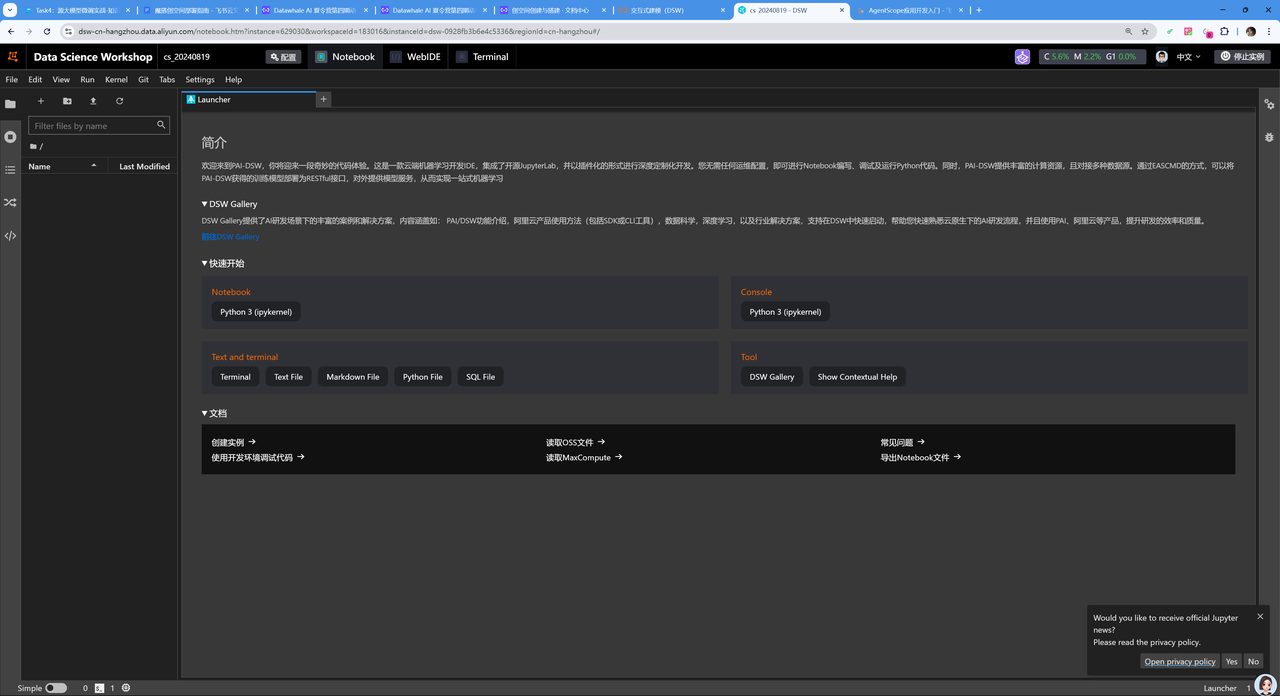 Task4：源大模型微调实战·知识
魔搭创空间部署指南 - 飞书云文
Datawhale AI 夏令营第四期
Datawhale AI 夏令营第四期
创空间创建与搭建 · 文档中心
交互式建模（DSW）
cs_20240819 - DSW
AgentScope应用开发入门 -
dsw-cn-hangzhou.data.aliyun.com/notebook.htm?instance=629030&workspaceId=183016&instanceId=dsw-0928fb3b6e4c5336&regionId=cn-hangzhou#/
Data Science Workshop
cs_20240819
配置
Notebook
WebIDE
Terminal
C 5.6% M 2.2% G1 0.0%
中文
停止实例
File Edit View Run Kernel Git Tabs Settings Help
Launcher
Filter files by name
/
Name
Last Modified
简介
欢迎来到PAI-DSW，你将迎来一段奇妙的代码体验。这是一款云端机器学习开发IDE，集成了开源JupyterLab，并以插件化的形式进行深度定制化开发。您无需任何运维配置，即可进行Notebook编写、调试及运行Python代码。同时，PAI-DSW提供丰富的计算资源，且对接多种数据源。通过EASCMD的方式，可以将
PAI-DSW获得的训练模型部署为RESTful接口，对外提供模型服务，从而实现一站式机器学习
DSW Gallery
DSW Gallery提供了AI研发场景下的丰富的案例和解决方案，内容涵盖如： PAI/DSW功能介绍，阿里云产品使用方法（包括SDK或CLI工具），数据科学，深度学习，以及行业解决方案，支持在DSW中快速启动，帮助您快速熟悉云原生下的AI研发流程，并且使用PAI、阿里云等产品，提升研发的效率和质量。
前往DSW Gallery
快速开始
Notebook
Python 3 (ipykernel)
Console
Python 3 (ipykernel)
Text and terminal
Terminal
Text File
Markdown File
Python File
SQL File
Tool
DSW Gallery
Show Contextual Help
文档
创建实例
读取OSS文件
常见问题
使用开发环境调试代码
读取MaxCompute
导出Notebook文件
Would you like to receive official Jupyter
news?
Please read the privacy policy.
Open privacy policy
Yes
No
Simple
0
1
Launcher
1